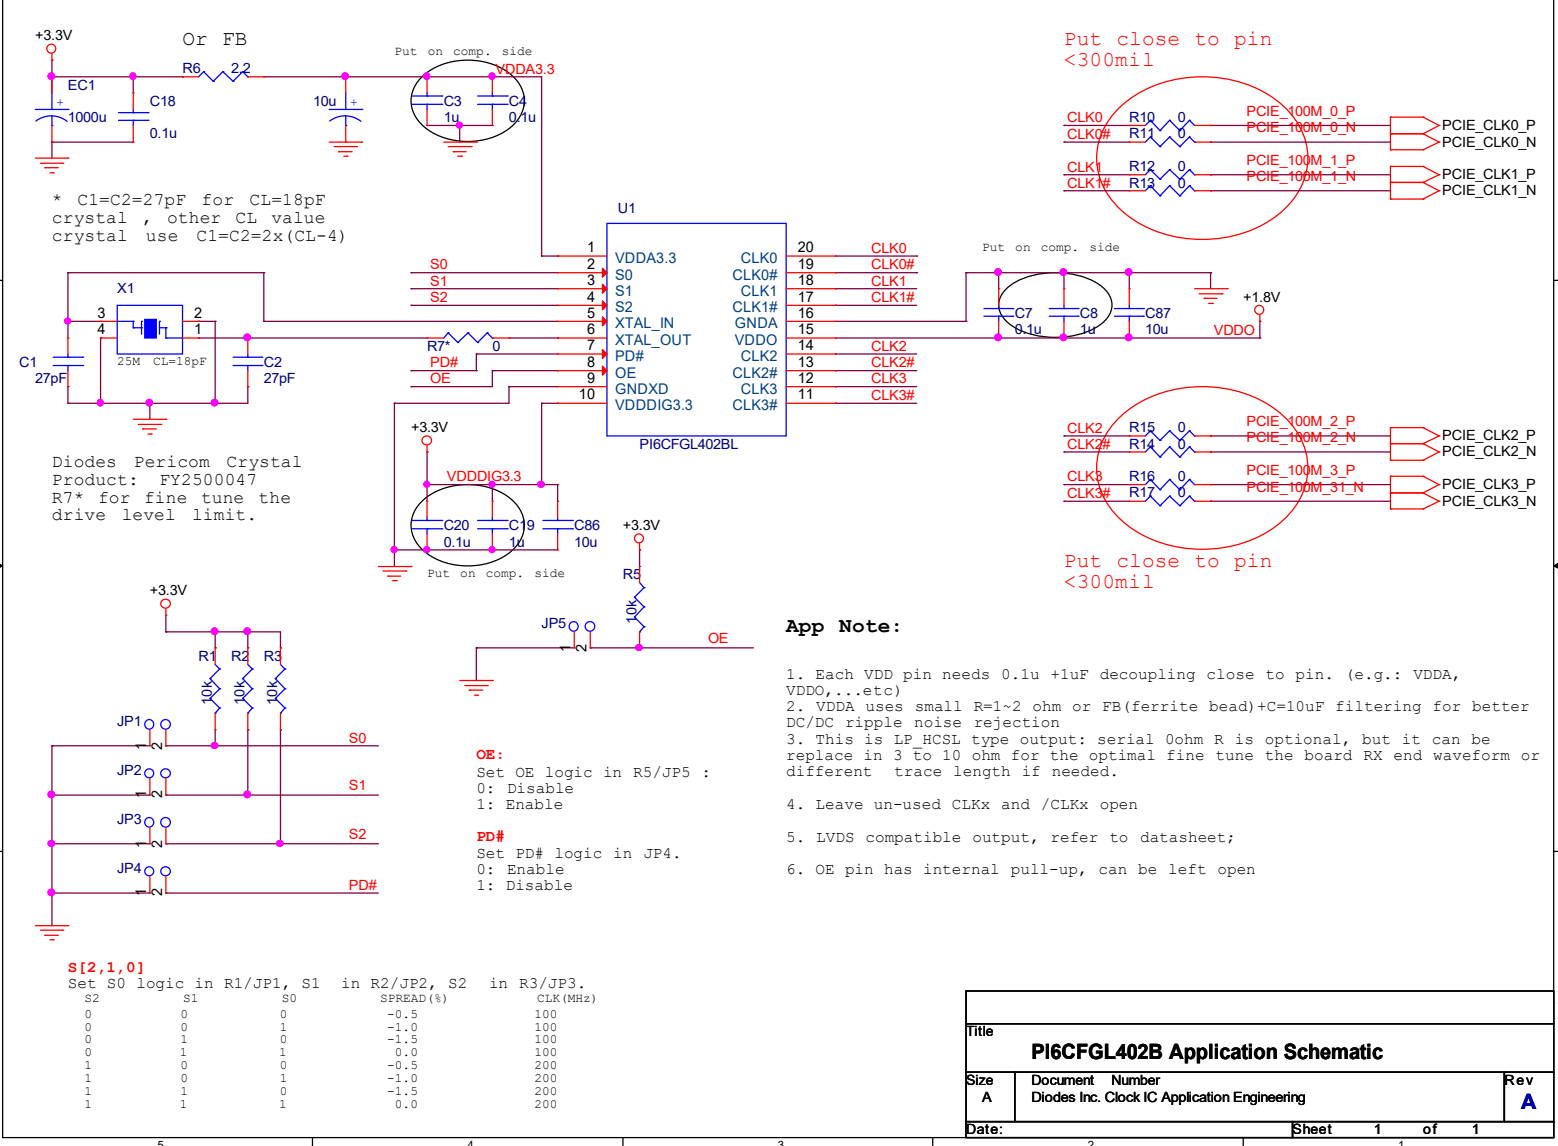 +3.3V
Or FB
R6 2.2
EC1
1000u
C18
0.1u
10u
Put on comp. side
VDDA3.3
C3
1u
C4
0.1u
Put close to pin
<300mil
CLK0 R10 0 PCIE_100M_0_P PCIE_CLK0_P
CLK0# R11 0 PCIE_100M_0_N PCIE_CLK0_N
CLK1 R12 0 PCIE_100M_1_P PCIE_CLK1_P
CLK1# R13 0 PCIE_100M_1_N PCIE_CLK1_N
* C1=C2=27pF for CL=18pF
crystal , other CL value
crystal use C1=C2=2x(CL-4)
U1
1 VDDA3.3 CLK0 20 CLK0
S0 2 S0 CLK0# 19 CLK0#
S1 3 S1 CLK1 18 CLK1
S2 4 S2 CLK1# 17 CLK1#
5 XTAL_IN GNDA 16
6 XTAL_OUT VDDO 15
PD# 7 PD# CLK2 14 CLK2
OE 8 OE CLK2# 13 CLK2#
9 GNDXD CLK3 12 CLK3
10 VDDDIG3.3 CLK3# 11 CLK3#
PI6CFGL402BL
R7* 0
X1
3 2
4 1
25M CL=18pF
C1
27pF
C2
27pF
Put on comp. side
C7
0.1u
C8
1u
C87
10u
+1.8V
VDDO
Diodes Pericom Crystal
Product: FY2500047
R7* for fine tune the
drive level limit.
+3.3V
VDDDIG3.3
C20
0.1u
C19
1u
C86
10u
Put on comp. side
CLK2 R15 0 PCIE_100M_2_P PCIE_CLK2_P
CLK2# R14 0 PCIE_100M_2_N PCIE_CLK2_N
CLK3 R16 0 PCIE_100M_3_P PCIE_CLK3_P
CLK3# R17 0 PCIE_100M_31_N PCIE_CLK3_N
Put close to pin
<300mil
+3.3V
R5
10k
JP5
1 2
OE
+3.3V
R1 R2 R3
10k 10k 10k
JP1
1 2
S0
JP2
1 2
S1
JP3
1 2
S2
JP4
1 2
PD#
OE:
Set OE logic in R5/JP5 :
0: Disable
1: Enable
PD#
Set PD# logic in JP4.
0: Enable
1: Disable
App Note:
1. Each VDD pin needs 0.1u +1uF decoupling close to pin. (e.g.: VDDA,
VDDO,...etc)
2. VDDA uses small R=1~2 ohm or FB(ferrite bead)+C=10uF filtering for better
DC/DC ripple noise rejection
3. This is LP_HCSL type output: serial 0ohm R is optional, but it can be
replace in 3 to 10 ohm for the optimal fine tune the board RX end waveform or
different trace length if needed.
4. Leave un-used CLKx and /CLKx open
5. LVDS compatible output, refer to datasheet;
6. OE pin has internal pull-up, can be left open
S[2,1,0]
Set S0 logic in R1/JP1, S1 in R2/JP2, S2 in R3/JP3.
S2 S1 S0 SPREAD(%) CLK(MHz)
0 0 0 -0.5 100
0 0 1 -1.0 100
0 1 0 -1.5 100
0 1 1 0.0 100
1 0 0 -0.5 200
1 0 1 -1.0 200
1 1 0 -1.5 200
1 1 1 0.0 200
Title
PI6CFGL402B Application Schematic
Size Document Number Rev
A Diodes Inc. Clock IC Application Engineering A
Date: Sheet 1 of 1
5 4 3 2 1